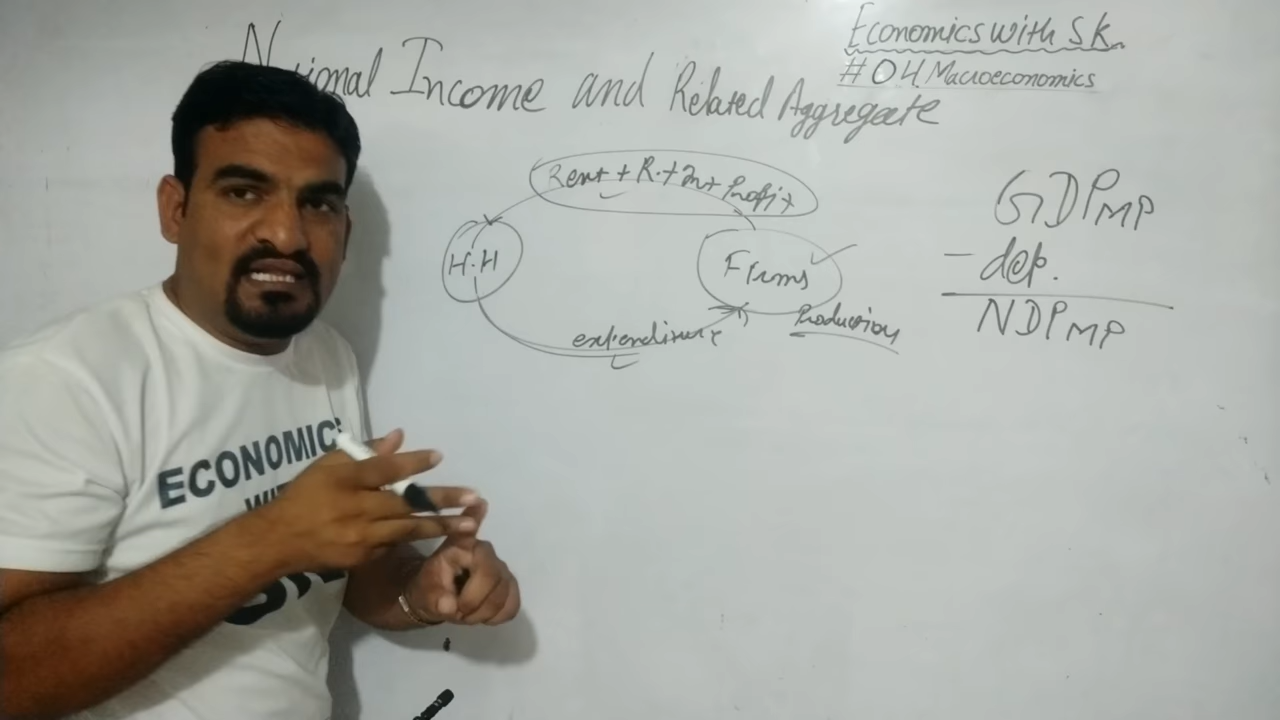 Economics with S K
#04 Macroeconomics
National Income and Related Aggregate
Rent + R. + In + Profit
H.H
Firms
Production
expenditure
GDPMP
- dep.
NDPMP
ECONOMICS
WITH